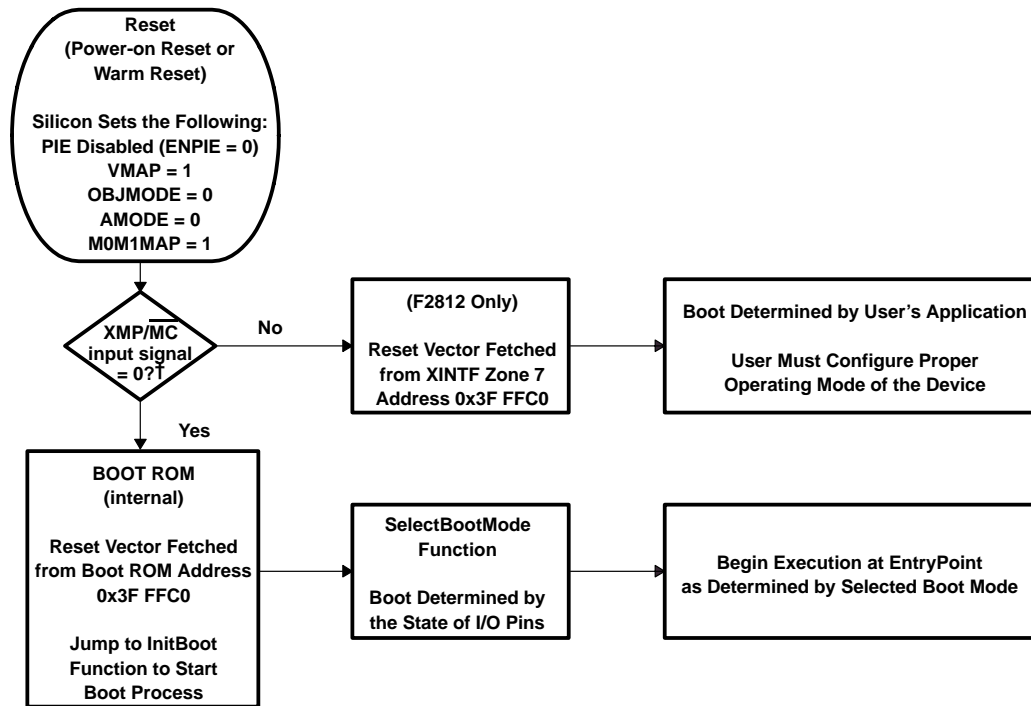 Reset
(Power-on Reset or
Warm Reset)
Silicon Sets the Following:
PIE Disabled (ENPIE = 0)
VMAP = 1
OBJMODE = 0
AMODE = 0
M0M1MAP = 1
XMP/M̅C̅
input signal
= 0?†
No
Yes
(F2812 Only)
Reset Vector Fetched
from XINTF Zone 7
Address 0x3F FFC0
Boot Determined by User's Application
User Must Configure Proper
Operating Mode of the Device
BOOT ROM
(internal)
Reset Vector Fetched
from Boot ROM Address
0x3F FFC0
Jump to InitBoot
Function to Start
Boot Process
SelectBootMode
Function
Boot Determined by
the State of I/O Pins
Begin Execution at EntryPoint
as Determined by Selected Boot Mode